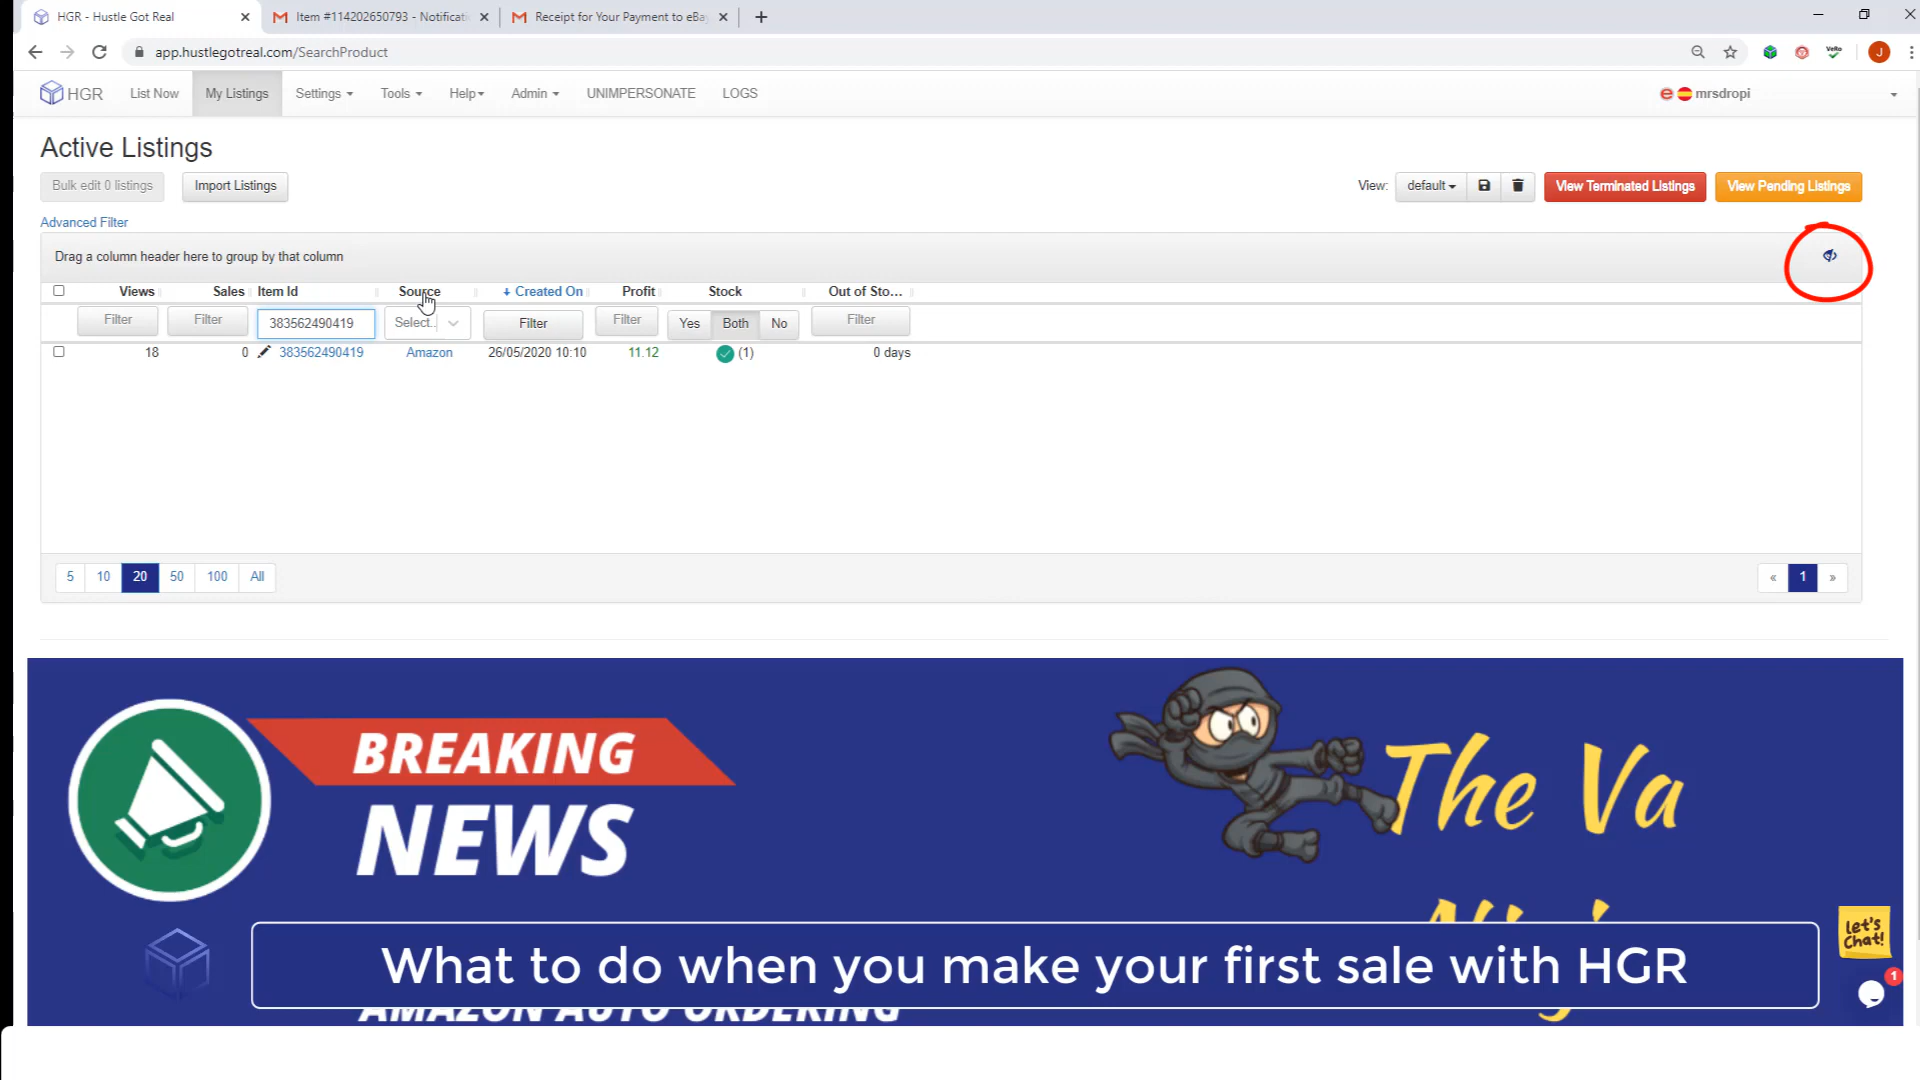 HGR - Hustle Got Real
Item #114202650793 - Notificati
Receipt for Your Payment to eBay
app.hustlegotreal.com/SearchProduct
VeRo
J
HGR List Now My Listings Settings Tools Help Admin UNIMPERSONATE LOGS
mrsdropi
Active Listings
Bulk edit 0 listings Import Listings
View: default View Terminated Listings View Pending Listings
Advanced Filter
Drag a column header here to group by that column
Views Sales Item Id Source Created On Profit Stock Out of Sto...
Filter Filter 383562490419 Select.. Filter Filter Yes Both No Filter
18 0 383562490419 Amazon 26/05/2020 10:10 11.12 (1) 0 days
5 10 20 50 100 All
« 1 »
BREAKING
NEWS
The Va
let's
Chat!
1
What to do when you make your first sale with HGR
AMAZON AUTO ORDERING